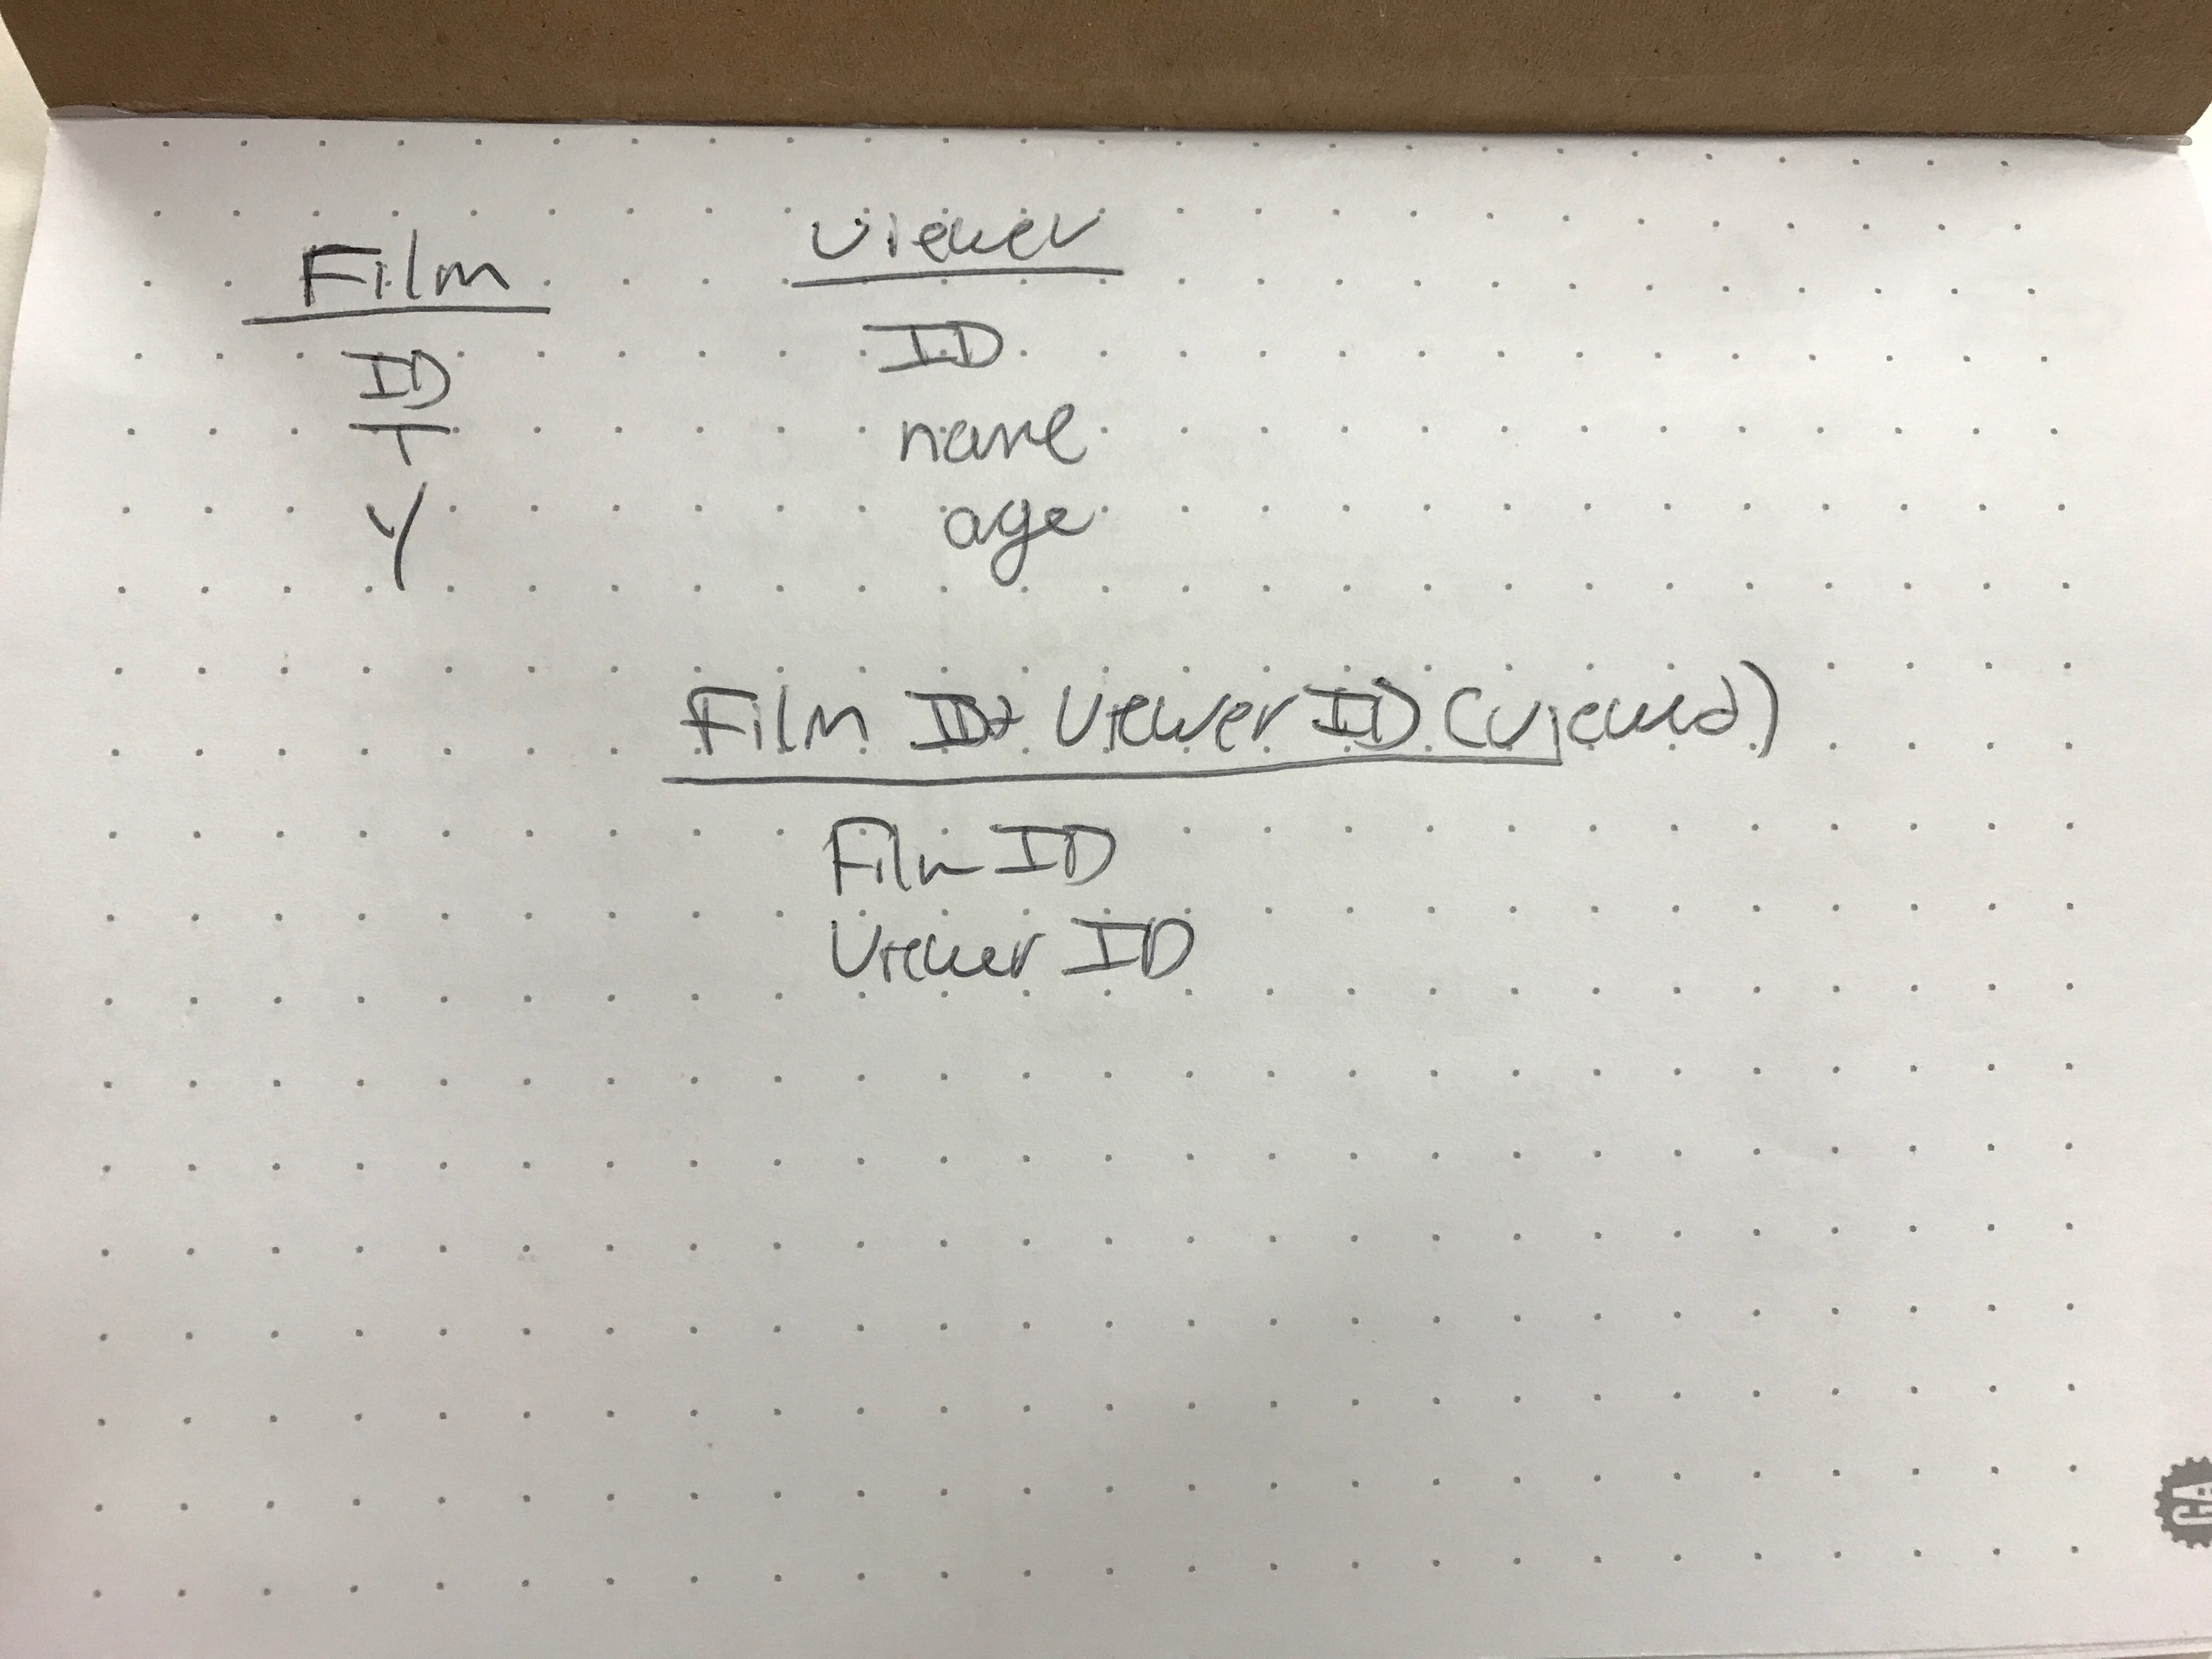 Film
ID
T
Y
Viewer
ID
name
age
Film ID + Viewer ID (viewed)
Film ID
Viewer ID
GA